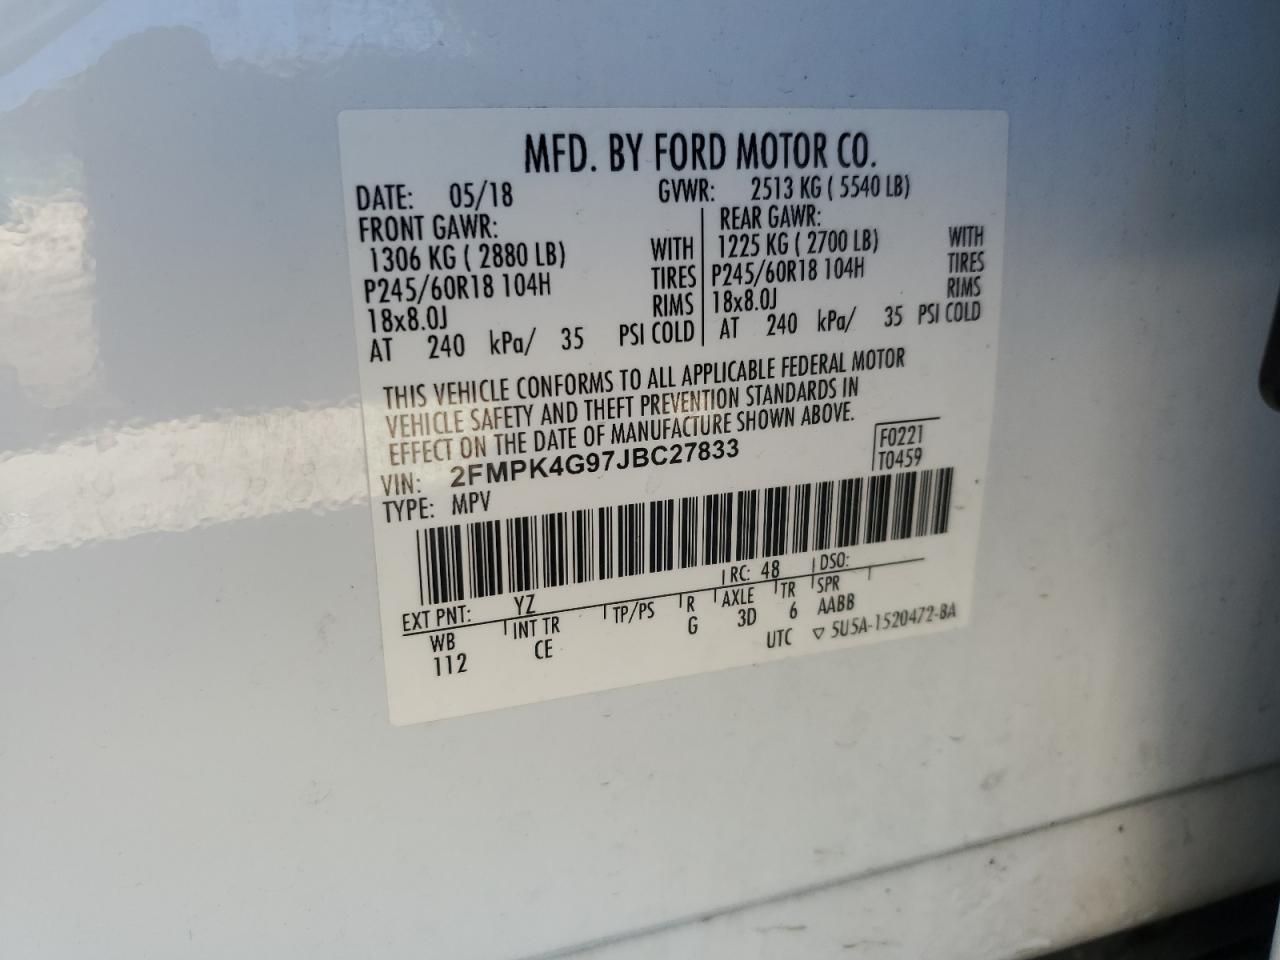 MFD. BY FORD MOTOR CO.
DATE: 05/18 GVWR: 2513 KG ( 5540 LB)
FRONT GAWR: REAR GAWR:
1306 KG ( 2880 LB) WITH 1225 KG ( 2700 LB) WITH
P245/60R18 104H TIRES P245/60R18 104H TIRES
18x8.0J RIMS 18x8.0J RIMS
AT 240 kPa/ 35 PSI COLD AT 240 kPa/ 35 PSI COLD
THIS VEHICLE CONFORMS TO ALL APPLICABLE FEDERAL MOTOR
VEHICLE SAFETY AND THEFT PREVENTION STANDARDS IN
EFFECT ON THE DATE OF MANUFACTURE SHOWN ABOVE.
VIN: 2FMPK4G97JBC27833 F0221
TYPE: MPV T0459
EXT PNT: YZ RC: 48 DSO:
WB INT TR TP/PS R AXLE TR SPR
112 CE G 3D 6 AABB
UTC ▽ 5U5A-1520472-BA